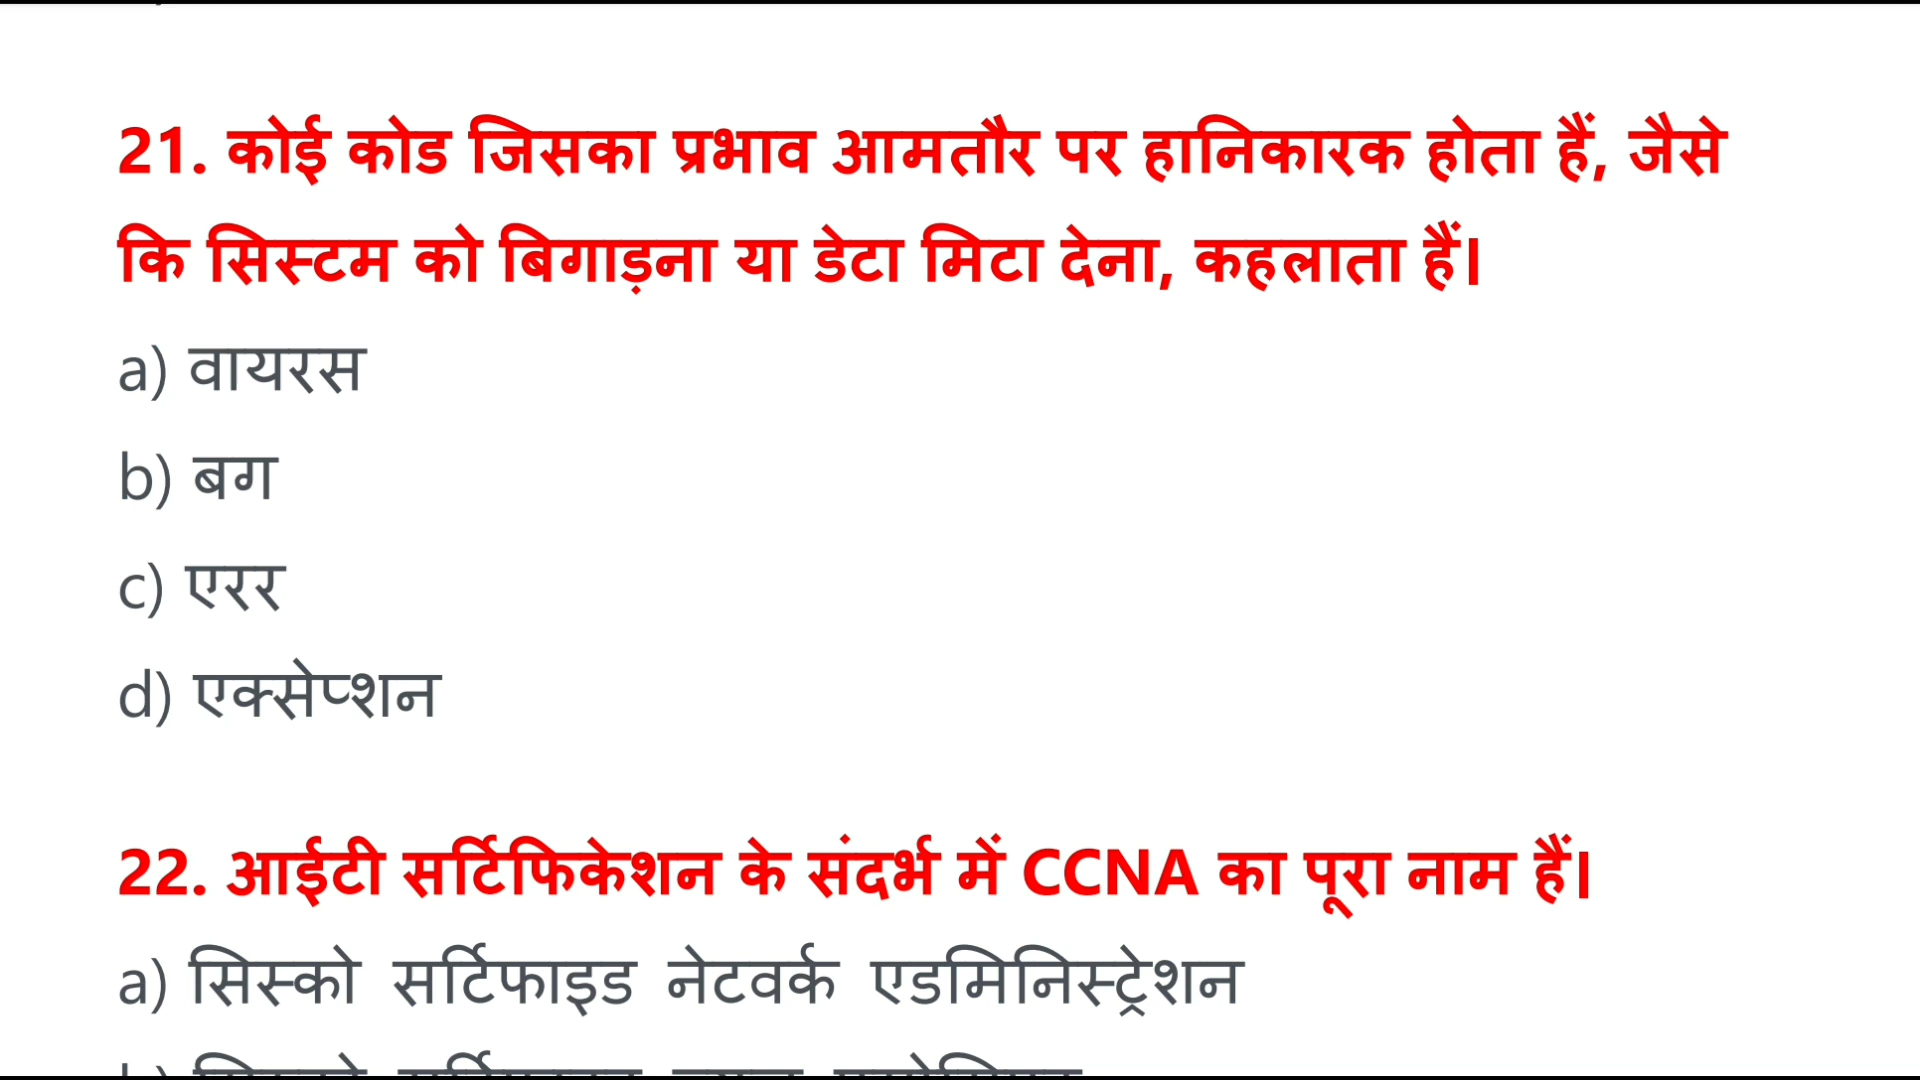 21. कोई कोड जिसका प्रभाव आमतौर पर हानिकारक होता हैं, जैसे
कि सिस्टम को बिगाड़ना या डेटा मिटा देना, कहलाता हैं।
a) वायरस
b) बग
c) एरर
d) एक्सेप्शन
22. आईटी सर्टिफिकेशन के संदर्भ में CCNA का पूरा नाम हैं।
a) सिस्को सर्टिफाइड नेटवर्क एडमिनिस्ट्रेशन